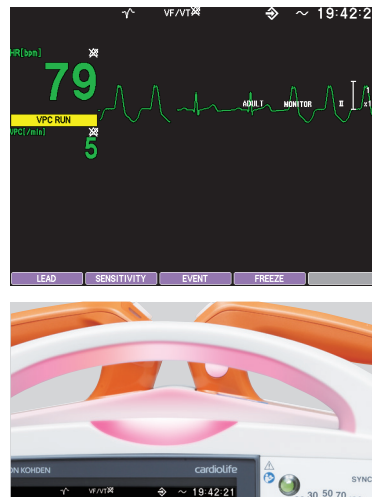 VF/VT 19:42:2
HR[bpm]
79
ADULT MONITOR II x1
VPC RUN
VPC[/min]
5
LEAD SENSITIVITY EVENT FREEZE
ON KOHDEN cardiolife
SYNC
30 50 70
VF/VT 19:42:21